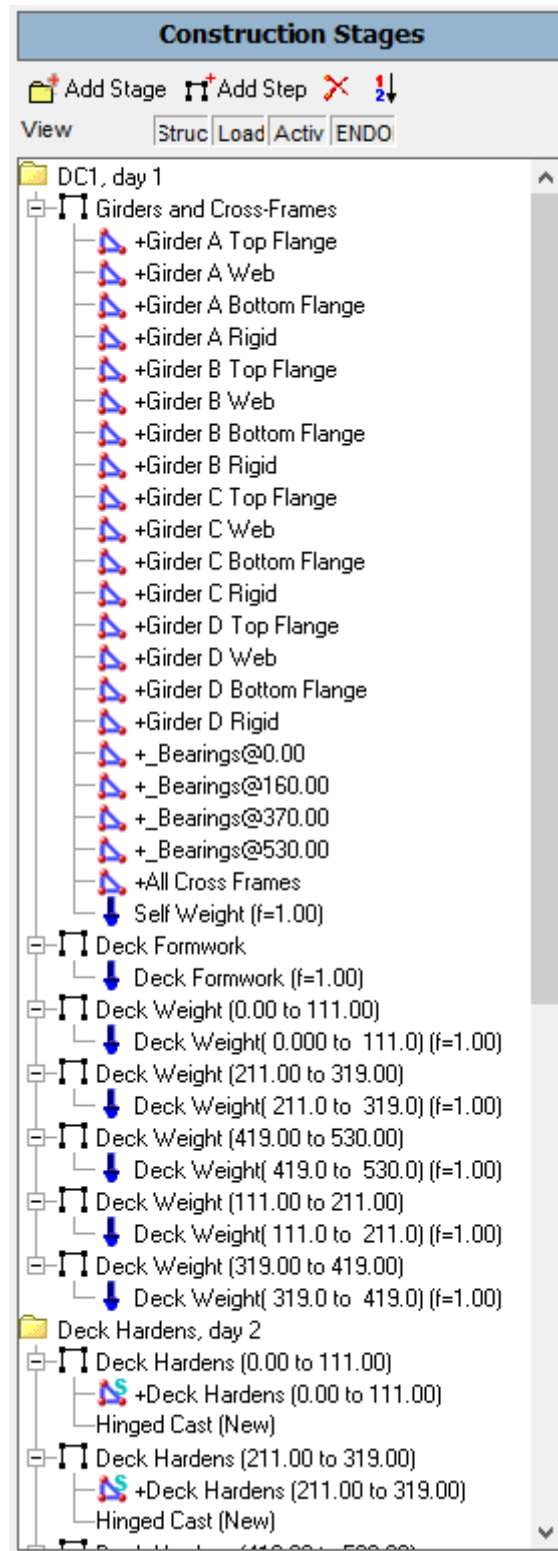 Construction Stages
Add Stage Add Step
View Struc Load Activ ENDO
DC1, day 1
Girders and Cross-Frames
+Girder A Top Flange
+Girder A Web
+Girder A Bottom Flange
+Girder A Rigid
+Girder B Top Flange
+Girder B Web
+Girder B Bottom Flange
+Girder B Rigid
+Girder C Top Flange
+Girder C Web
+Girder C Bottom Flange
+Girder C Rigid
+Girder D Top Flange
+Girder D Web
+Girder D Bottom Flange
+Girder D Rigid
+_Bearings@0.00
+_Bearings@160.00
+_Bearings@370.00
+_Bearings@530.00
+All Cross Frames
Self Weight (f=1.00)
Deck Formwork
Deck Formwork (f=1.00)
Deck Weight (0.00 to 111.00)
Deck Weight( 0.000 to 111.0) (f=1.00)
Deck Weight (211.00 to 319.00)
Deck Weight( 211.0 to 319.0) (f=1.00)
Deck Weight (419.00 to 530.00)
Deck Weight( 419.0 to 530.0) (f=1.00)
Deck Weight (111.00 to 211.00)
Deck Weight( 111.0 to 211.0) (f=1.00)
Deck Weight (319.00 to 419.00)
Deck Weight( 319.0 to 419.0) (f=1.00)
Deck Hardens, day 2
Deck Hardens (0.00 to 111.00)
+Deck Hardens (0.00 to 111.00)
Hinged Cast (New)
Deck Hardens (211.00 to 319.00)
+Deck Hardens (211.00 to 319.00)
Hinged Cast (New)